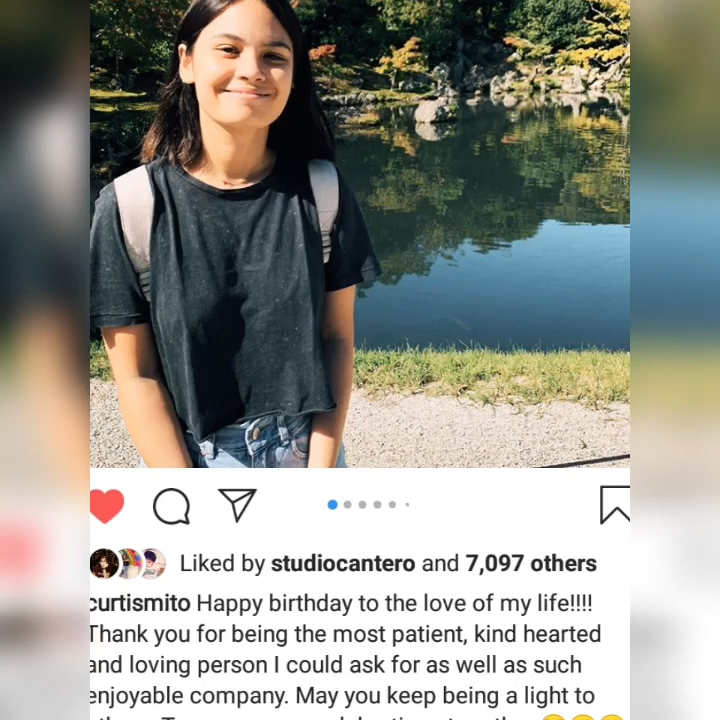 Liked by studiocantero and 7,097 others
curtismito Happy birthday to the love of my life!!!!
Thank you for being the most patient, kind hearted
and loving person I could ask for as well as such
enjoyable company. May you keep being a light to